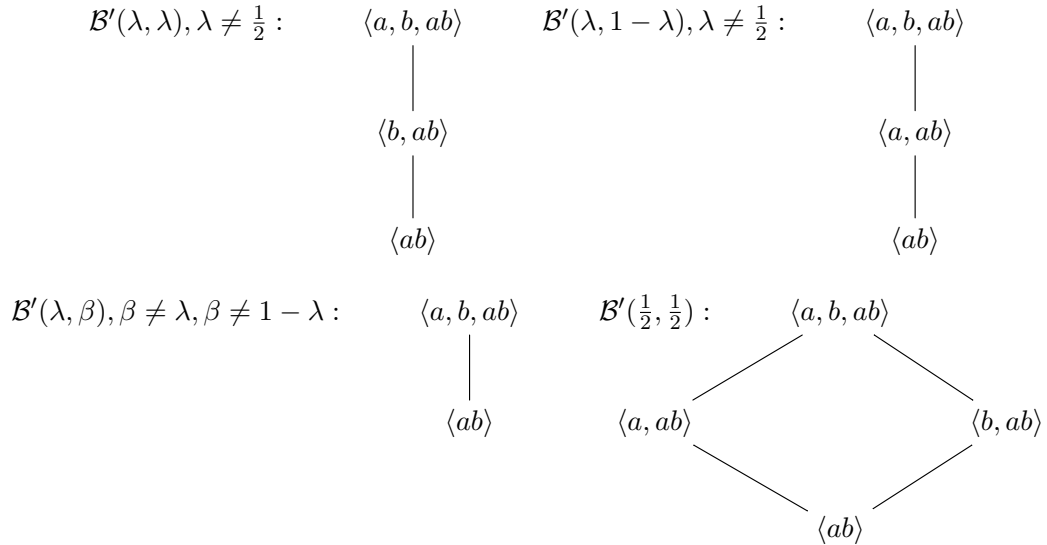 𝓑′(λ, λ), λ ≠ 1/2 : ⟨a, b, ab⟩ 𝓑′(λ, 1 − λ), λ ≠ 1/2 : ⟨a, b, ab⟩
⟨b, ab⟩ ⟨a, ab⟩
⟨ab⟩ ⟨ab⟩
𝓑′(λ, β), β ≠ λ, β ≠ 1 − λ : ⟨a, b, ab⟩ 𝓑′(1/2, 1/2) : ⟨a, b, ab⟩
⟨ab⟩ ⟨a, ab⟩ ⟨b, ab⟩
⟨ab⟩